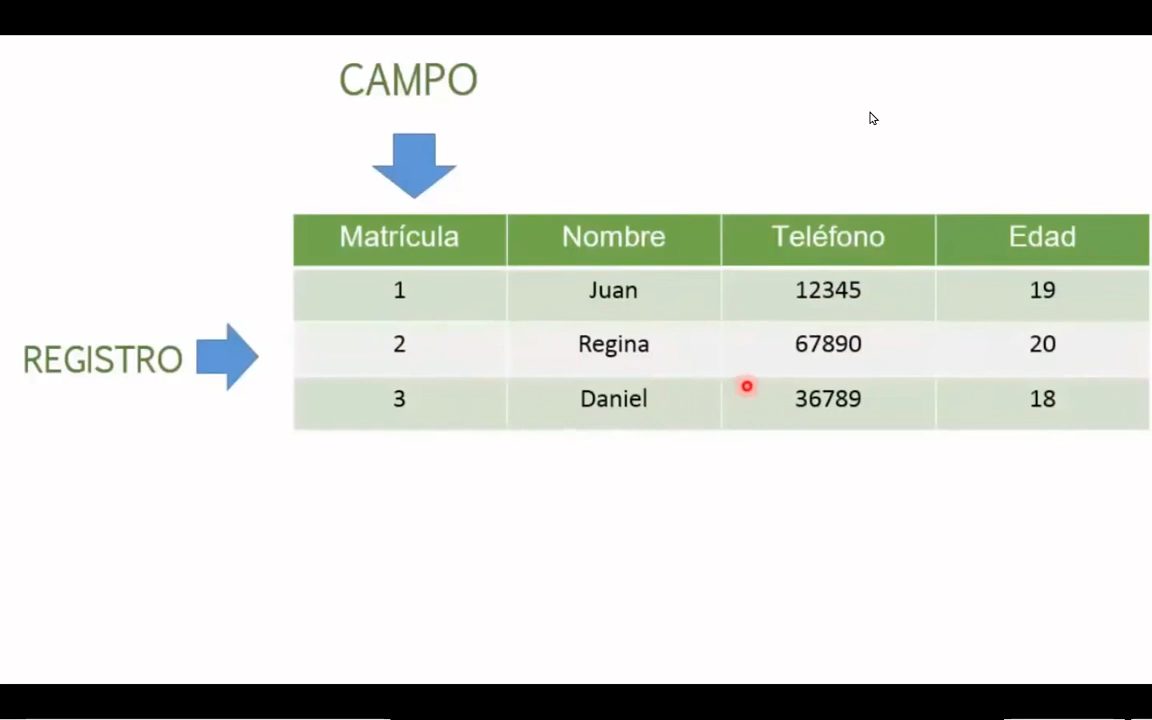 CAMPO
Matrícula Nombre Teléfono Edad
1 Juan 12345 19
REGISTRO 2 Regina 67890 20
3 Daniel 36789 18